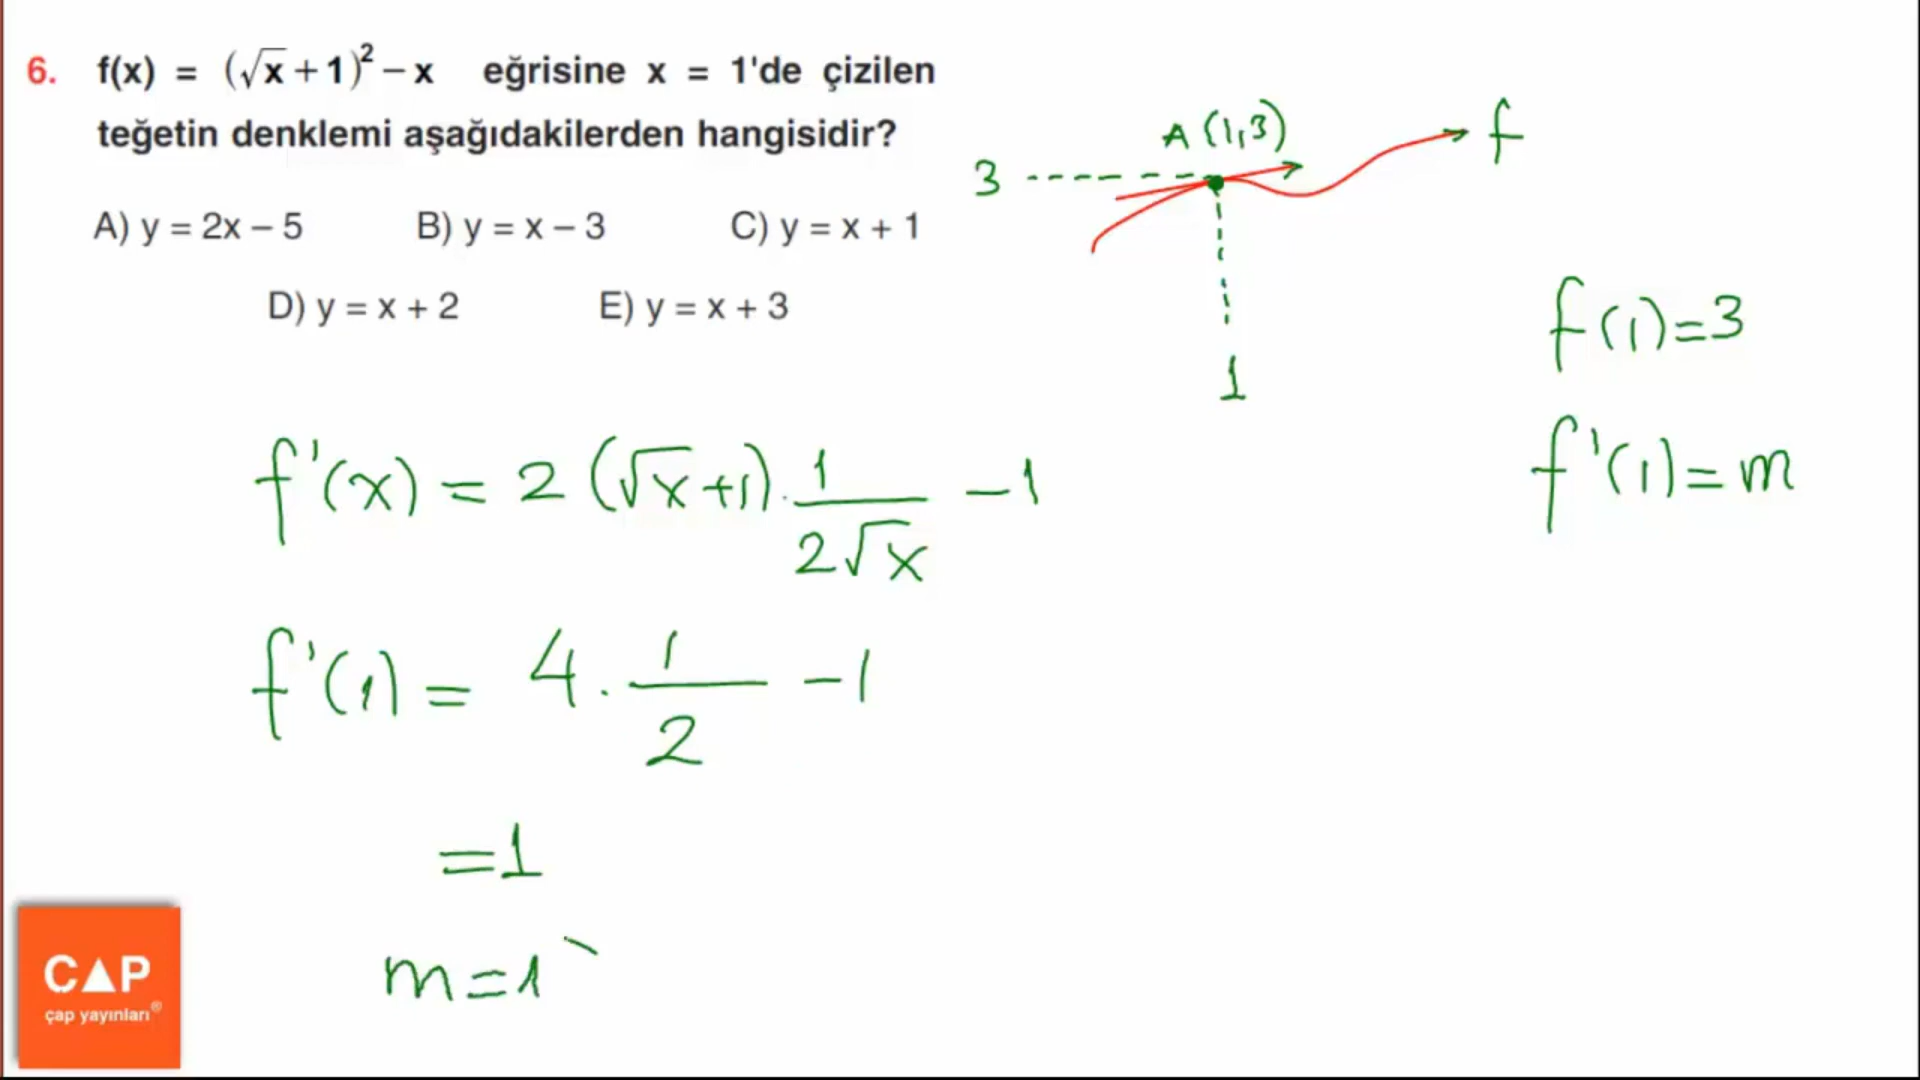 6. f(x) = (√x + 1)² – x eğrisine x = 1'de çizilen
teğetin denklemi aşağıdakilerden hangisidir?
A) y = 2x – 5 B) y = x – 3 C) y = x + 1
D) y = x + 2 E) y = x + 3
A (1,3)
f
3
1
f(1)=3
f'(1)=m
f'(x) = 2 (√x+1) . 1/(2√x) – 1
f'(1) = 4 . 1/2 – 1
=1
m=1
ÇAP
çap yayınları®